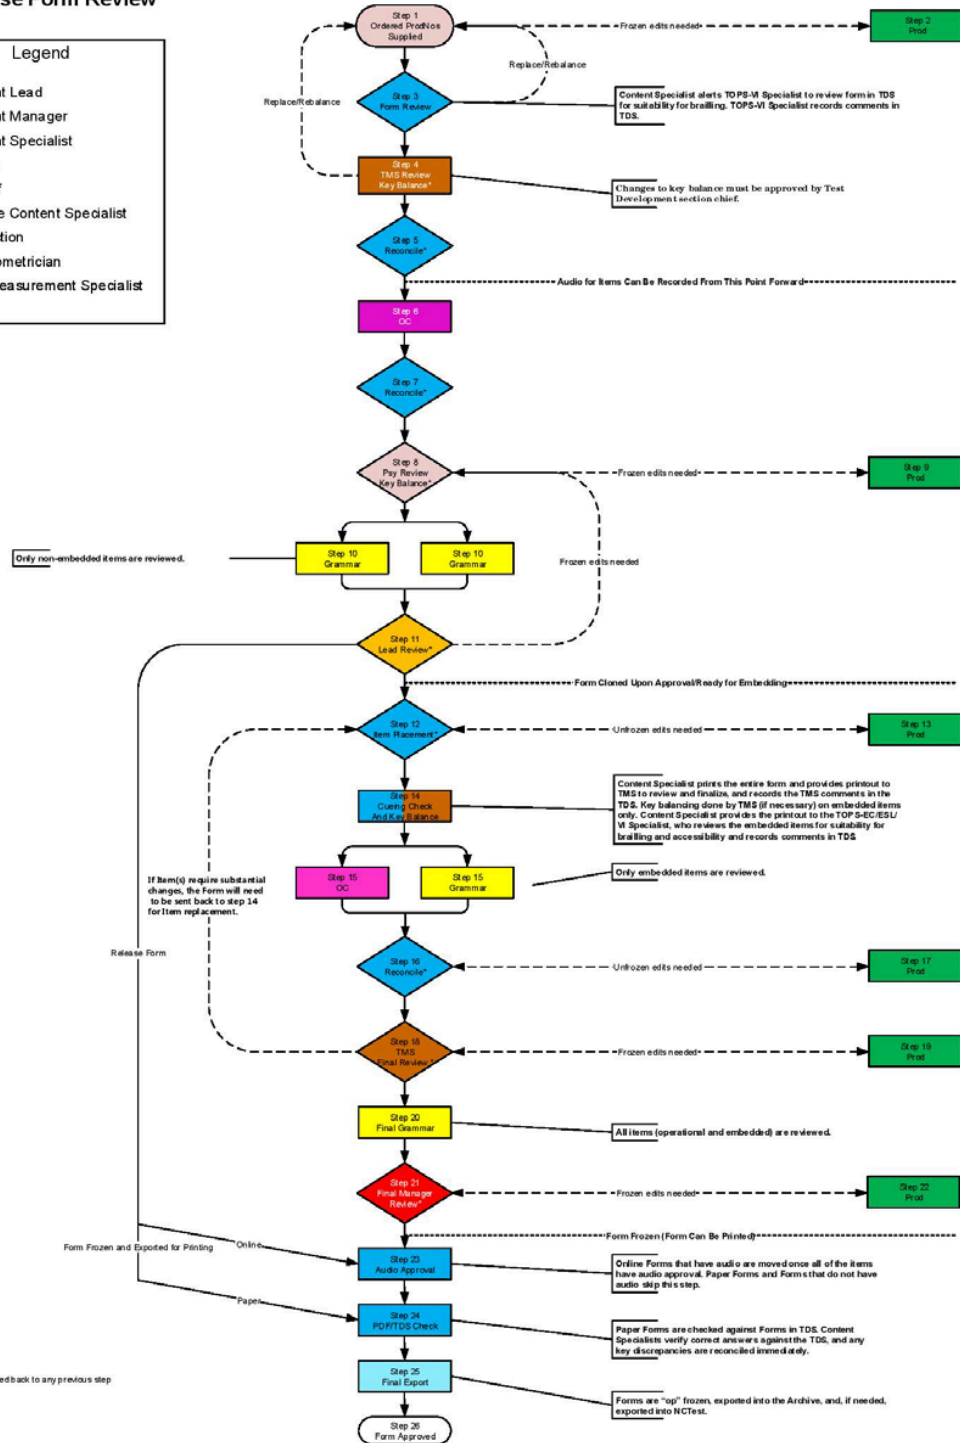 se Form Review
Legend
t Lead
t Manager
t Specialist
e Content Specialist
tion
ometrician
easurement Specialist
Step 1
Ordered ProdNos
Supplied
Frozen edits needed
Step 2
Prod
Replace/Rebalance
Replace/Rebalance
Step 3
Form Review
Content Specialist alerts TOPS-VI Specialist to review form in TDS
for suitability for brailling. TOPS-VI Specialist records comments in
TDS.
Step 4
TMS Review
Key Balance*
Changes to key balance must be approved by Test
Development section chief.
Step 5
Reconcile*
Audio for Items Can Be Recorded From This Point Forward
Step 6
OC
Step 7
Reconcile*
Step 8
Psy Review
Key Balance*
Frozen edits needed
Step 9
Prod
Only non-embedded items are reviewed.
Step 10
Grammar
Step 10
Grammar
Frozen edits needed
Step 11
Lead Review*
Form Cloned Upon Approval/Ready for Embedding
Step 12
Item Placement*
Unfrozen edits needed
Step 13
Prod
Step 14
Cueing Check
And Key Balance
Content Specialist prints the entire form and provides printout to
TMS to review and finalize, and records the TMS comments in the
TDS. Key balancing done by TMS (if necessary) on embedded items
only. Content Specialist provides the printout to the TOPS-EC/ESL/
VI Specialist, who reviews the embedded items for suitability for
brailling and accessibility and records comments in TDS
Step 15
OC
Step 15
Grammar
Only embedded items are reviewed.
If Item(s) require substantial
changes, the Form will need
to be sent back to step 14
for Item replacement.
Release Form
Step 16
Reconcile*
Unfrozen edits needed
Step 17
Prod
Step 18
TMS
Final Review*
Frozen edits needed
Step 19
Prod
Step 20
Final Grammar
All items (operational and embedded) are reviewed.
Step 21
Final Manager
Review*
Frozen edits needed
Step 22
Prod
Form Frozen (Form Can Be Printed)
Form Frozen and Exported for Printing
Online
Step 23
Audio Approval
Online Forms that have audio are moved once all of the items
have audio approval. Paper Forms and Forms that do not have
audio skip this step.
Paper
Step 24
PDF/TDS Check
Paper Forms are checked against Forms in TDS. Content
Specialists verify correct answers against the TDS, and any
key discrepancies are reconciled immediately.
Step 25
Final Export
ed back to any previous step
Forms are "op" frozen, exported into the Archive, and, if needed,
exported into NCTest.
Step 26
Form Approved